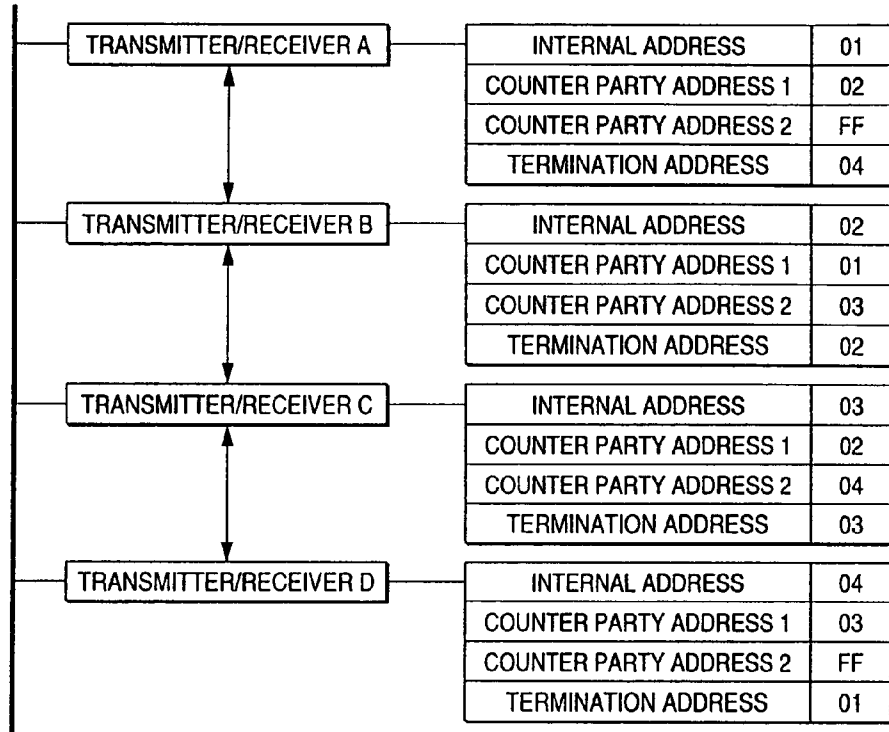 TRANSMITTER/RECEIVER A
INTERNAL ADDRESS 01
COUNTER PARTY ADDRESS 1 02
COUNTER PARTY ADDRESS 2 FF
TERMINATION ADDRESS 04
TRANSMITTER/RECEIVER B
INTERNAL ADDRESS 02
COUNTER PARTY ADDRESS 1 01
COUNTER PARTY ADDRESS 2 03
TERMINATION ADDRESS 02
TRANSMITTER/RECEIVER C
INTERNAL ADDRESS 03
COUNTER PARTY ADDRESS 1 02
COUNTER PARTY ADDRESS 2 04
TERMINATION ADDRESS 03
TRANSMITTER/RECEIVER D
INTERNAL ADDRESS 04
COUNTER PARTY ADDRESS 1 03
COUNTER PARTY ADDRESS 2 FF
TERMINATION ADDRESS 01